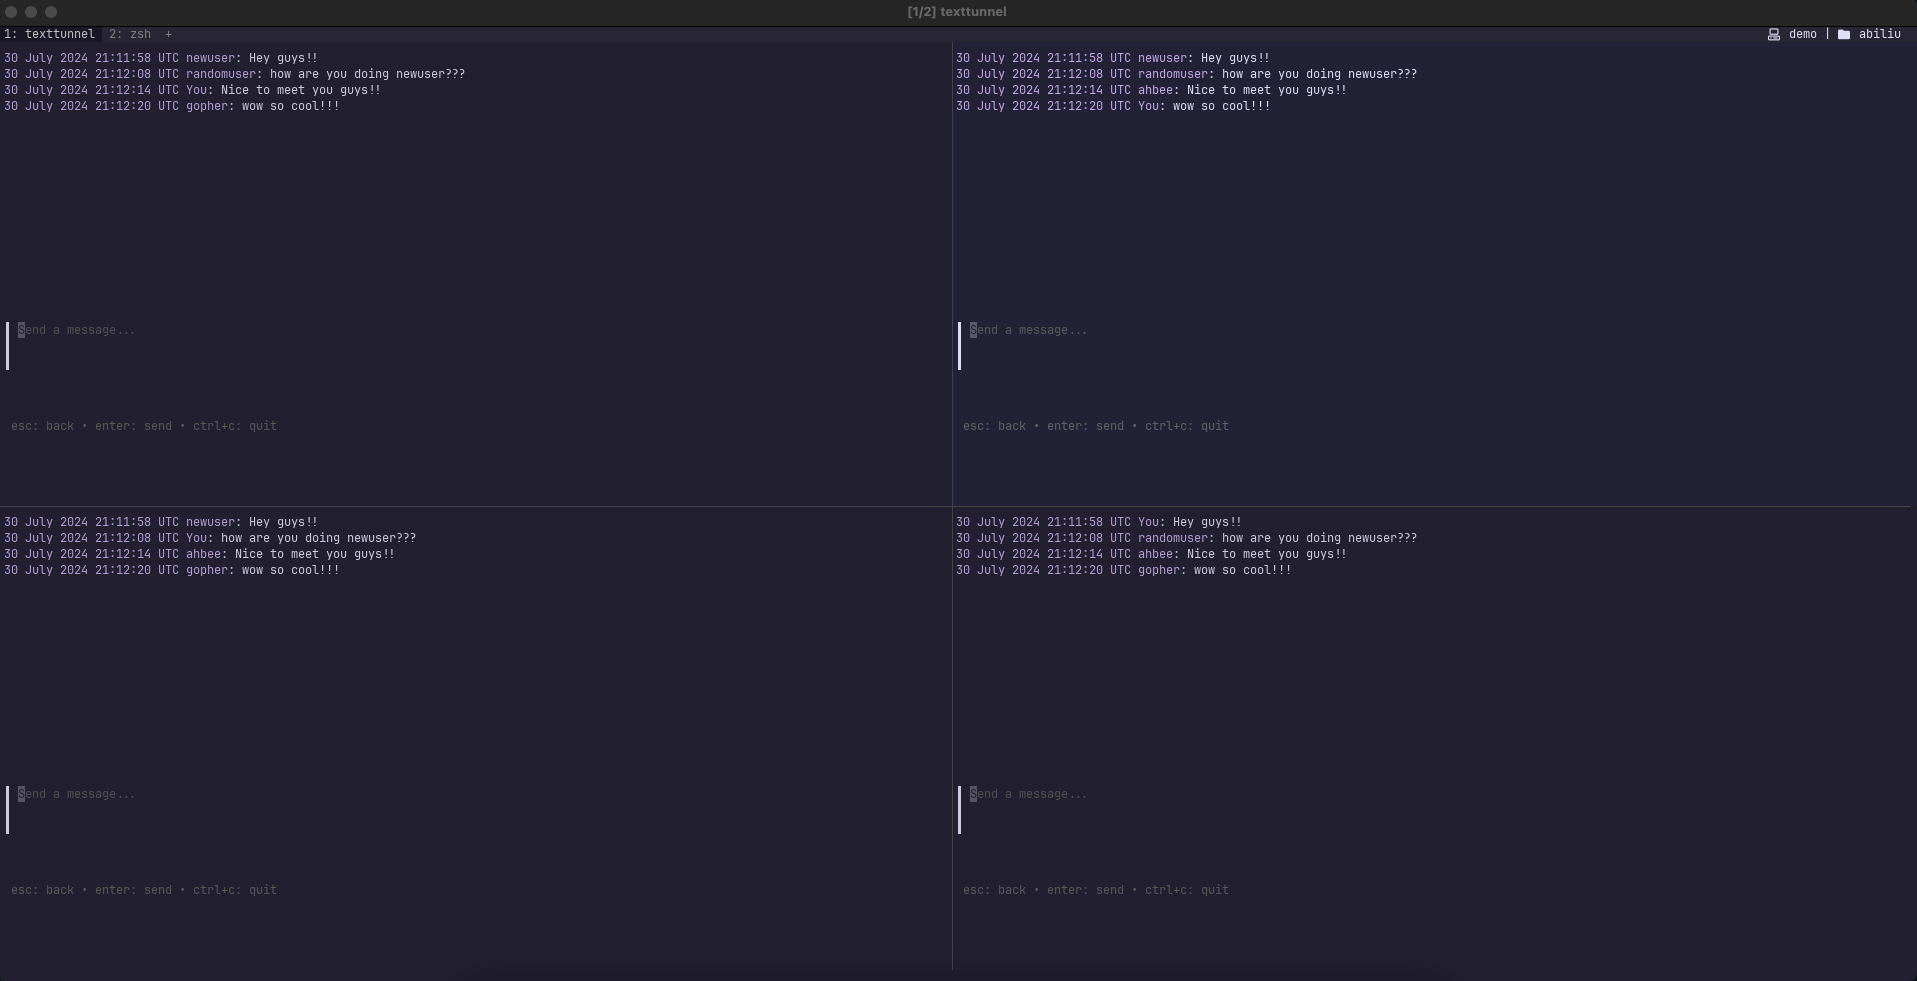 [1/2] texttunnel
1: texttunnel 2: zsh +
demo | abiliu
30 July 2024 21:11:58 UTC newuser: Hey guys!!
30 July 2024 21:12:08 UTC randomuser: how are you doing newuser???
30 July 2024 21:12:14 UTC You: Nice to meet you guys!!
30 July 2024 21:12:20 UTC gopher: wow so cool!!!
Send a message...
esc: back • enter: send • ctrl+c: quit
30 July 2024 21:11:58 UTC newuser: Hey guys!!
30 July 2024 21:12:08 UTC randomuser: how are you doing newuser???
30 July 2024 21:12:14 UTC ahbee: Nice to meet you guys!!
30 July 2024 21:12:20 UTC You: wow so cool!!!
Send a message...
esc: back • enter: send • ctrl+c: quit
30 July 2024 21:11:58 UTC newuser: Hey guys!!
30 July 2024 21:12:08 UTC You: how are you doing newuser???
30 July 2024 21:12:14 UTC ahbee: Nice to meet you guys!!
30 July 2024 21:12:20 UTC gopher: wow so cool!!!
Send a message...
esc: back • enter: send • ctrl+c: quit
30 July 2024 21:11:58 UTC You: Hey guys!!
30 July 2024 21:12:08 UTC randomuser: how are you doing newuser???
30 July 2024 21:12:14 UTC ahbee: Nice to meet you guys!!
30 July 2024 21:12:20 UTC gopher: wow so cool!!!
Send a message...
esc: back • enter: send • ctrl+c: quit